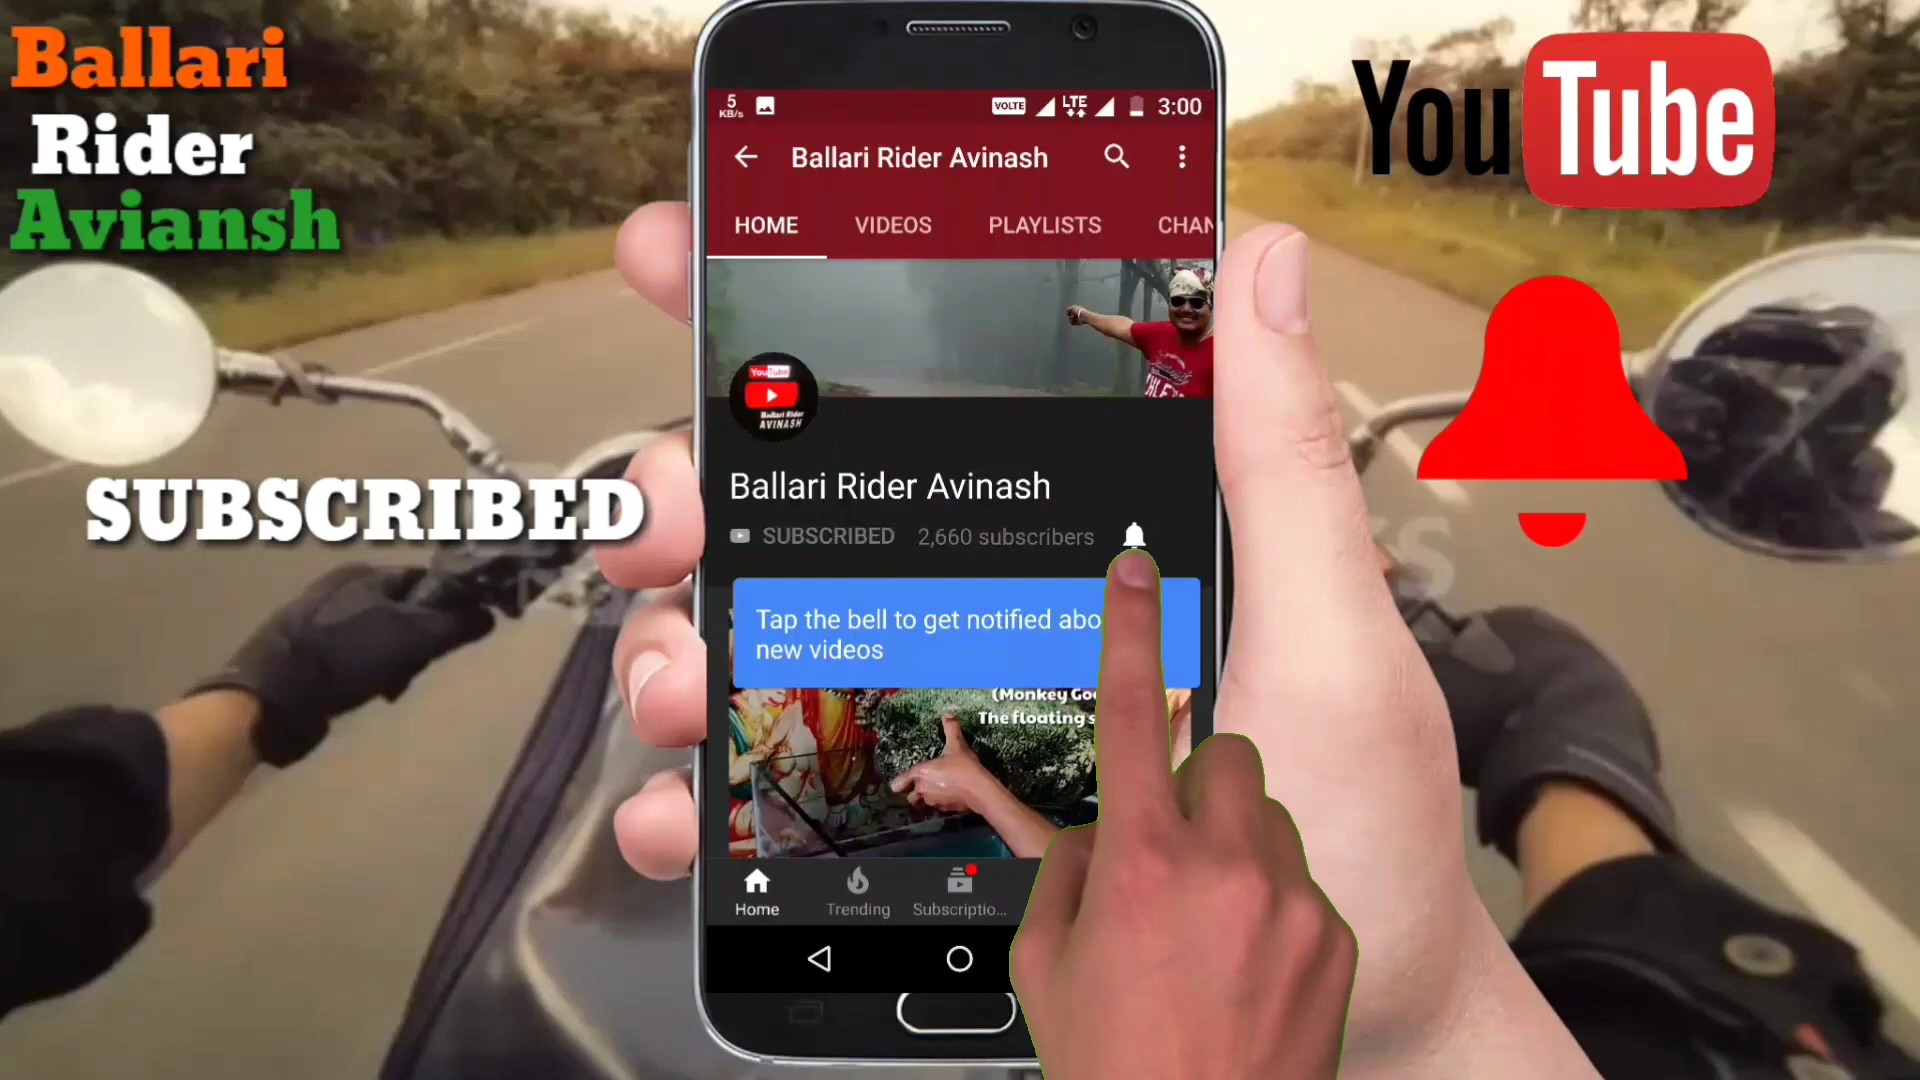 Ballari
Rider
Aviansh
SUBSCRIBED
5
KB/s
VOLTE
LTE
3:00
Ballari Rider Avinash
HOME VIDEOS PLAYLISTS CHAN
YouTube
Ballari Rider
AVINASH
Ballari Rider Avinash
SUBSCRIBED 2,660 subscribers
Tap the bell to get notified abo
new videos
(Monkey Go
The floating s
Home Trending Subscriptio...
YouTube